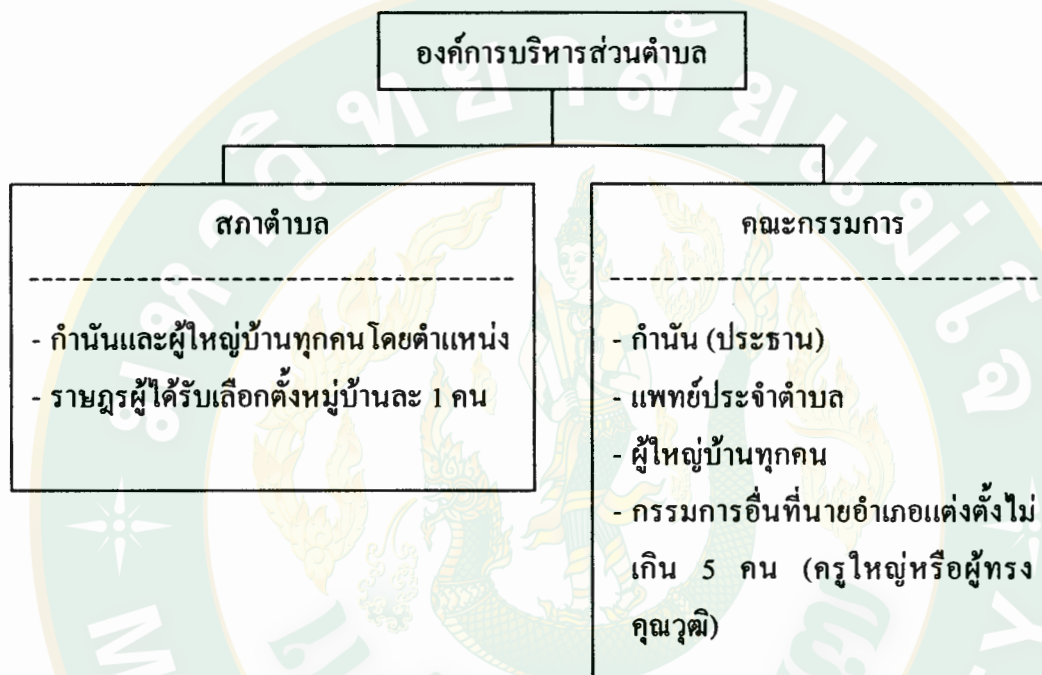 องค์การบริหารส่วนตำบล
สภาตำบล
- กำนันและผู้ใหญ่บ้านทุกคนโดยตำแหน่ง
- ราษฎรผู้ได้รับเลือกตั้งหมู่บ้านละ 1 คน
คณะกรรมการ
- กำนัน (ประธาน)
- แพทย์ประจำตำบล
- ผู้ใหญ่บ้านทุกคน
- กรรมการอื่นที่นายอำเภอแต่งตั้งไม่
เกิน 5 คน (ครูใหญ่หรือผู้ทรง
คุณวุฒิ)